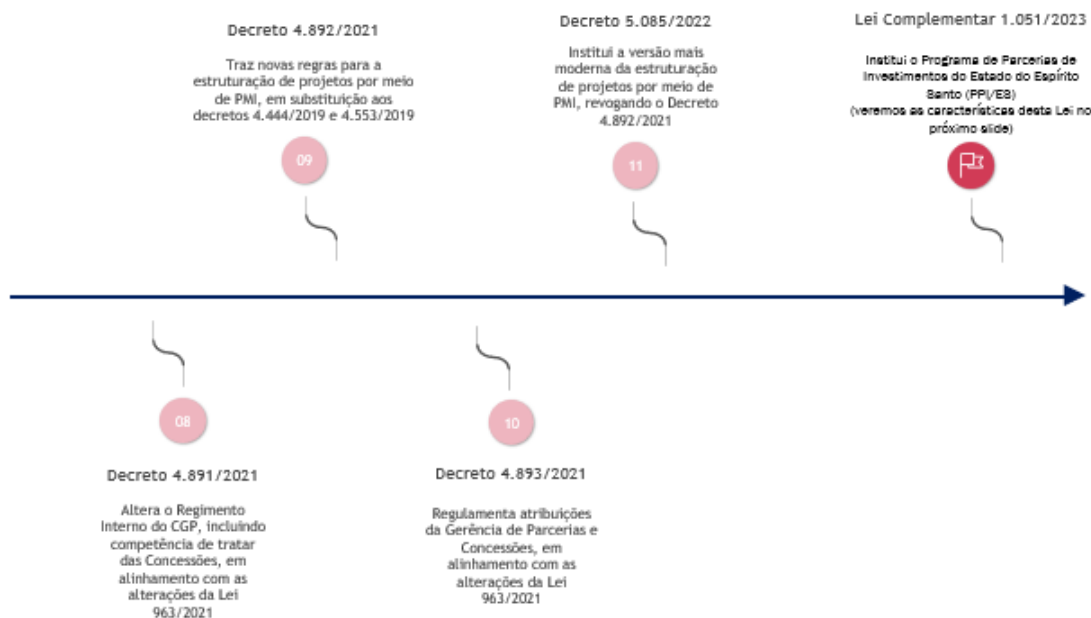 Decreto 4.892/2021
Traz novas regras para a
estruturação de projetos por meio
de PMI, em substituição aos
decretos 4.444/2019 e 4.553/2019
09
Decreto 5.085/2022
Institui a versão mais
moderna da estruturação
de projetos por meio de
PMI, revogando o Decreto
4.892/2021
11
Lei Complementar 1.051/2023
Institui o Programa de Parcerias de
Investimentos do Estado do Espírito
Santo (PPI/ES)
(veremos as características desta Lei no
próximo slide)
08
Decreto 4.891/2021
Altera o Regimento
Interno do CGP, incluindo
competência de tratar
das Concessões, em
alinhamento com as
alterações da Lei
963/2021
10
Decreto 4.893/2021
Regulamenta atribuições
da Gerência de Parcerias e
Concessões, em
alinhamento com as
alterações da Lei
963/2021